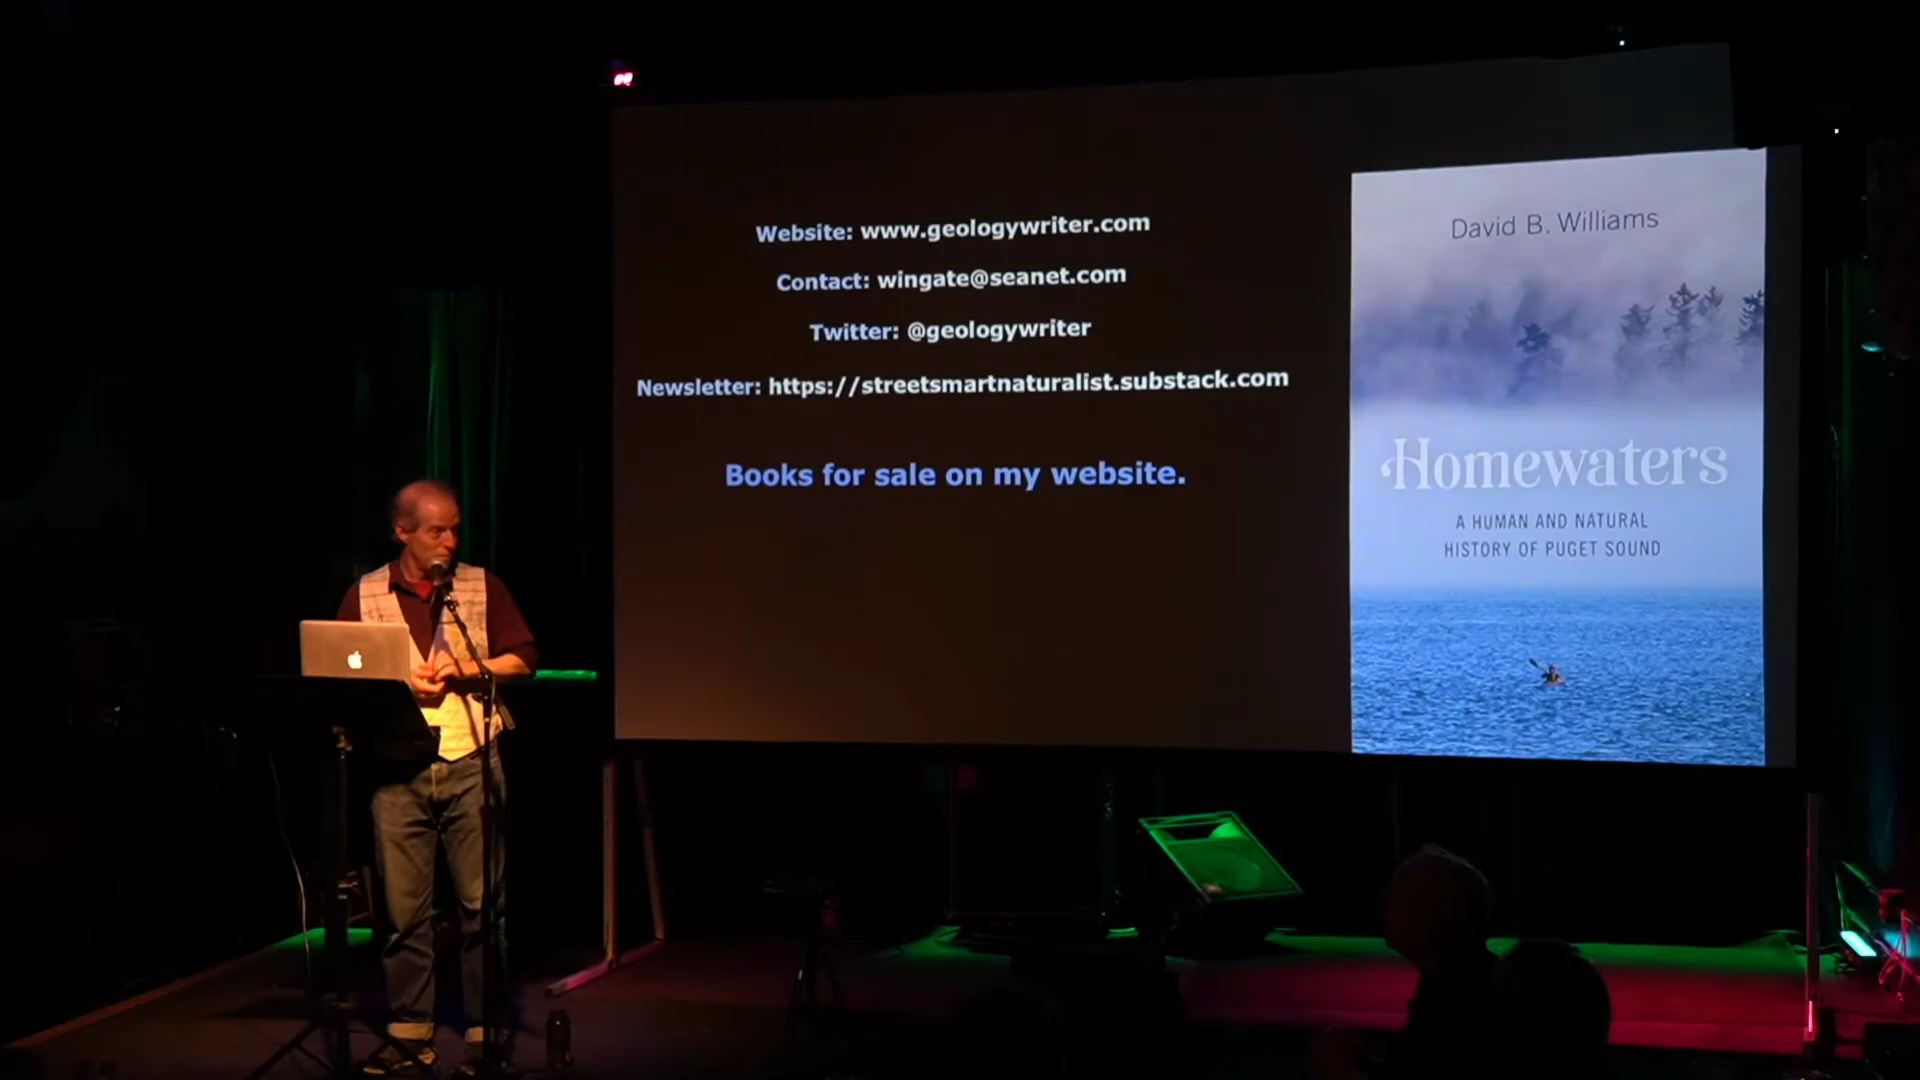 Website: www.geologywriter.com
Contact: wingate@seanet.com
Twitter: @geologywriter
Newsletter: https://streetsmartnaturalist.substack.com
Books for sale on my website.
David B. Williams
Homewaters
A HUMAN AND NATURAL
HISTORY OF PUGET SOUND